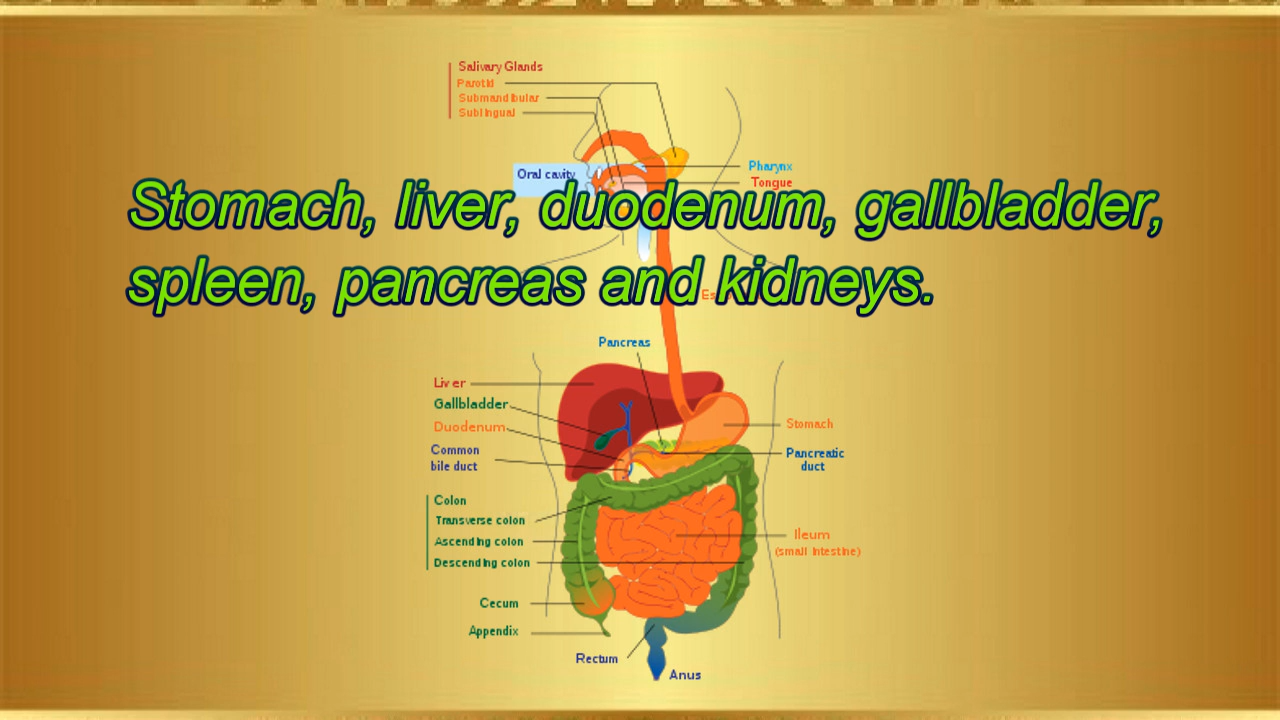 Salivary Glands
Parotid
Submandibular
Sublingual
Oral cavity
Pharynx
Tongue
Stomach, liver, duodenum, gallbladder,
spleen, pancreas and kidneys.
Pancreas
Liver
Gallbladder
Duodenum
Common
bile duct
Stomach
Pancreatic
duct
Colon
Transverse colon
Ascending colon
Descending colon
Ileum
(small intestine)
Cecum
Appendix
Rectum
Anus